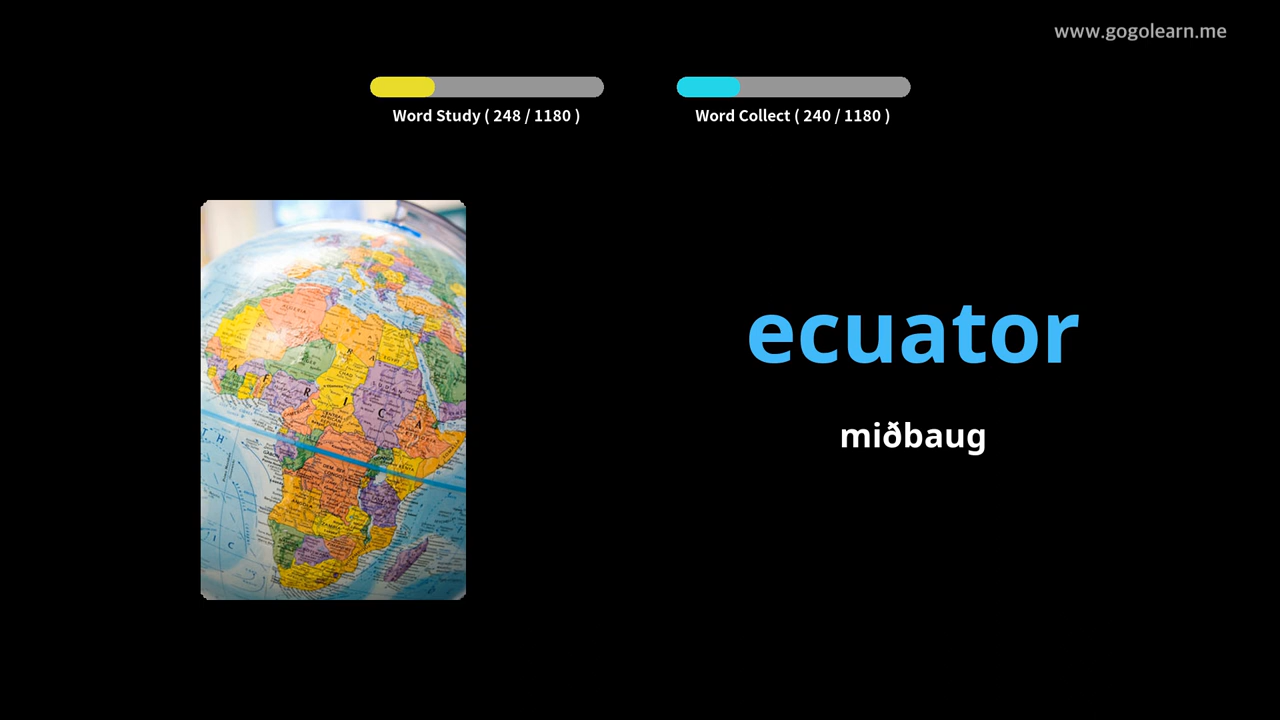 www.gogolearn.me
Word Study ( 248 / 1180 )
Word Collect ( 240 / 1180 )
ecuator
miðbaug
A F R I C A